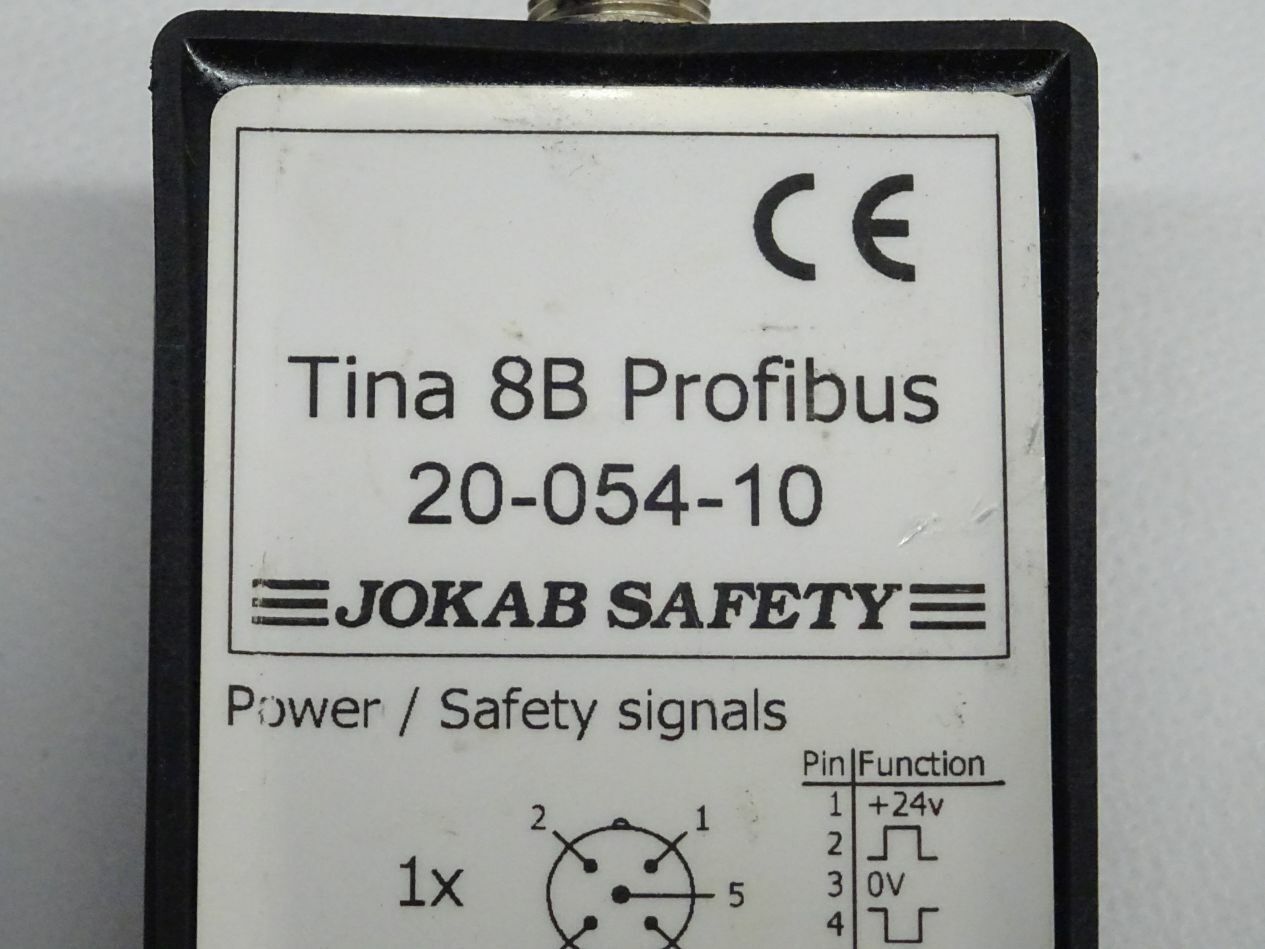 CE
Tina 8B Profibus
20-054-10
JOKAB SAFETY
Power / Safety signals
Pin Function
1 +24v
2
3 0V
4
2 1
1x
5